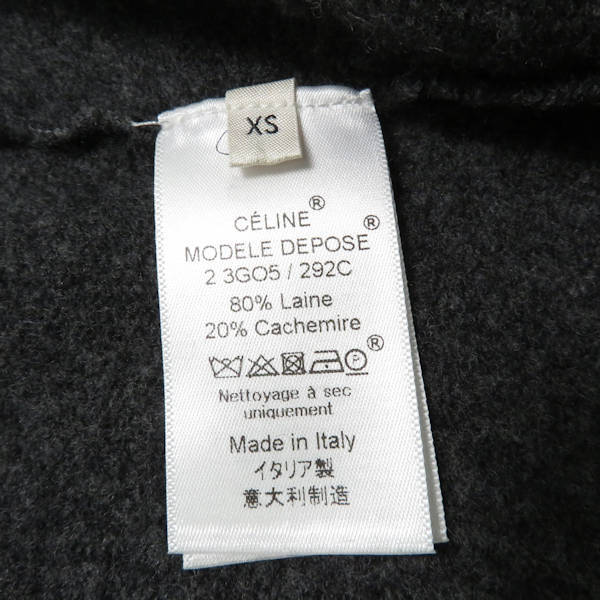 XS
CÉLINE®
MODELE DEPOSE®
2 3GO5 / 292C
80% Laine
20% Cachemire
®
P
Nettoyage à sec
uniquement
Made in Italy
イタリア製
意大利制造